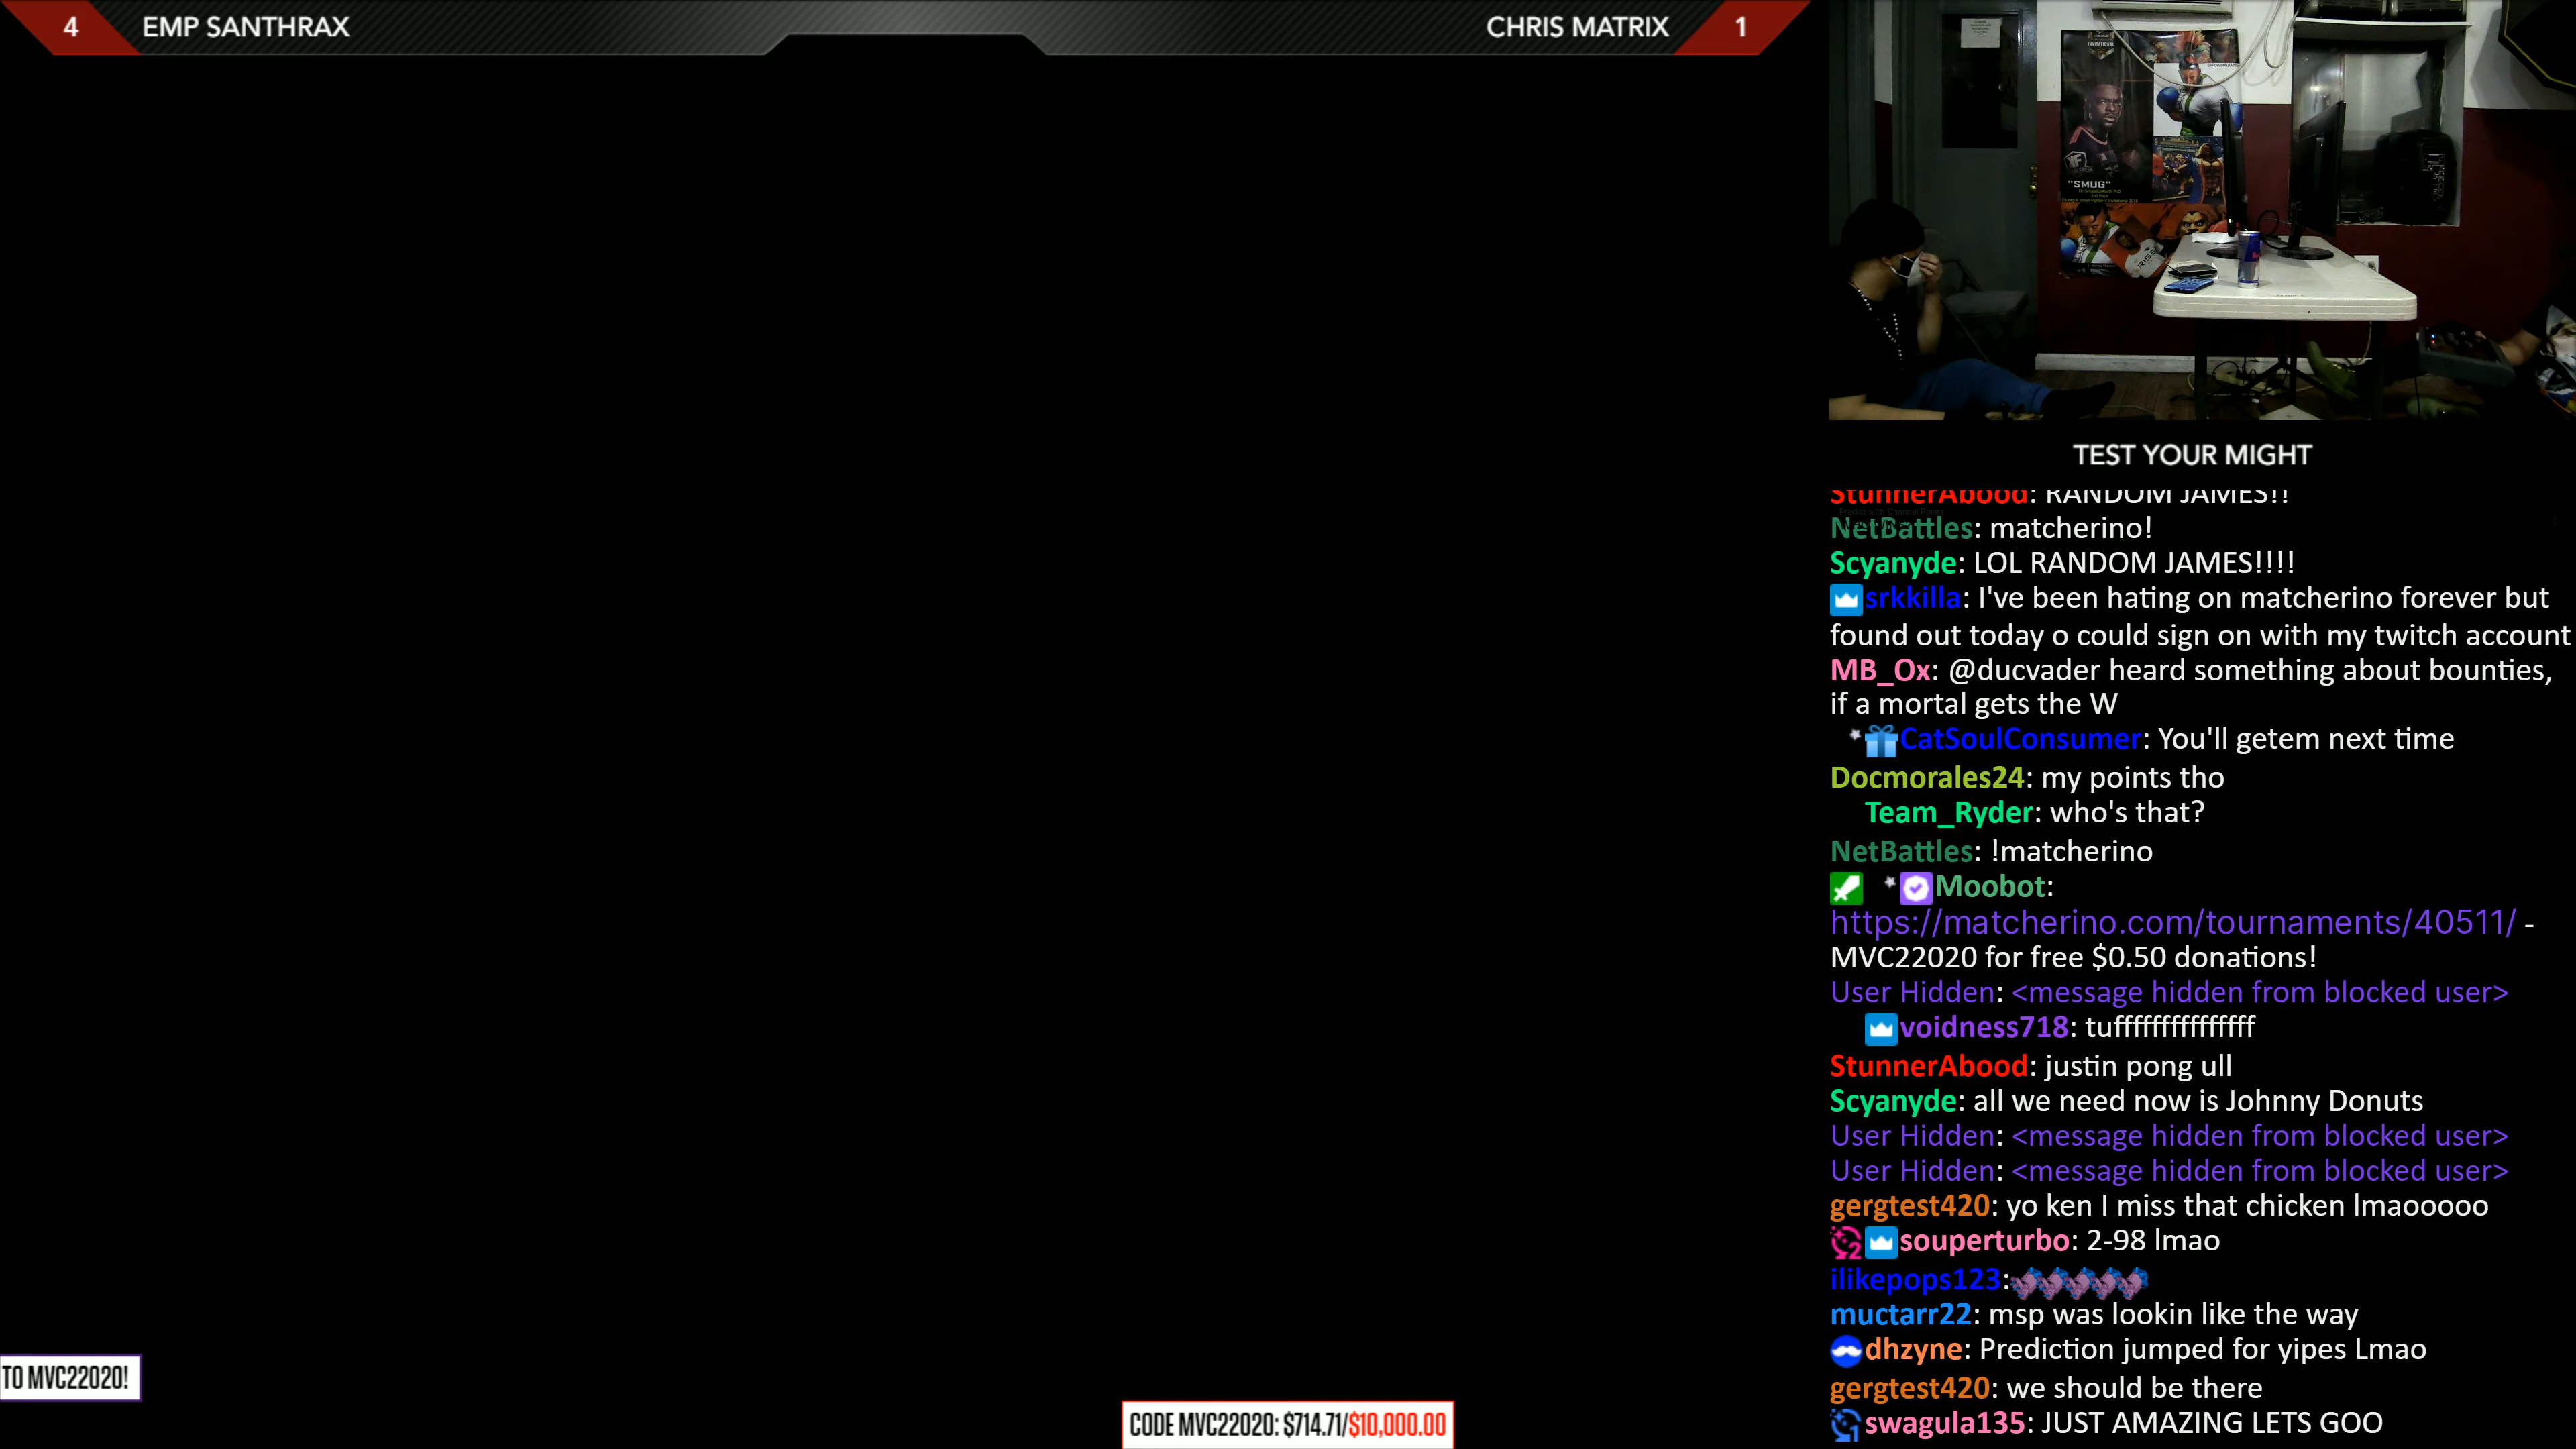 4 EMP SANTHRAX CHRIS MATRIX 1
"SMUG"
TEST YOUR MIGHT
StunnerAbood: RANDOM JAMES!!
NetBattles: matcherino!
Scyanyde: LOL RANDOM JAMES!!!!
srkkilla: I've been hating on matcherino forever but
found out today o could sign on with my twitch account
MB_Ox: @ducvader heard something about bounties,
if a mortal gets the W
CatSoulConsumer: You'll getem next time
Docmorales24: my points tho
Team_Ryder: who's that?
NetBattles: !matcherino
Moobot:
https://matcherino.com/tournaments/40511/ -
MVC22020 for free $0.50 donations!
User Hidden: <message hidden from blocked user>
voidness718: tufffffffffffffff
StunnerAbood: justin pong ull
Scyanyde: all we need now is Johnny Donuts
User Hidden: <message hidden from blocked user>
User Hidden: <message hidden from blocked user>
gergtest420: yo ken I miss that chicken lmaooooo
souperturbo: 2-98 lmao
ilikepops123:
muctarr22: msp was lookin like the way
dhzyne: Prediction jumped for yipes Lmao
gergtest420: we should be there
swagula135: JUST AMAZING LETS GOO
TO MVC22020!
CODE MVC22020: $714.71/$10,000.00